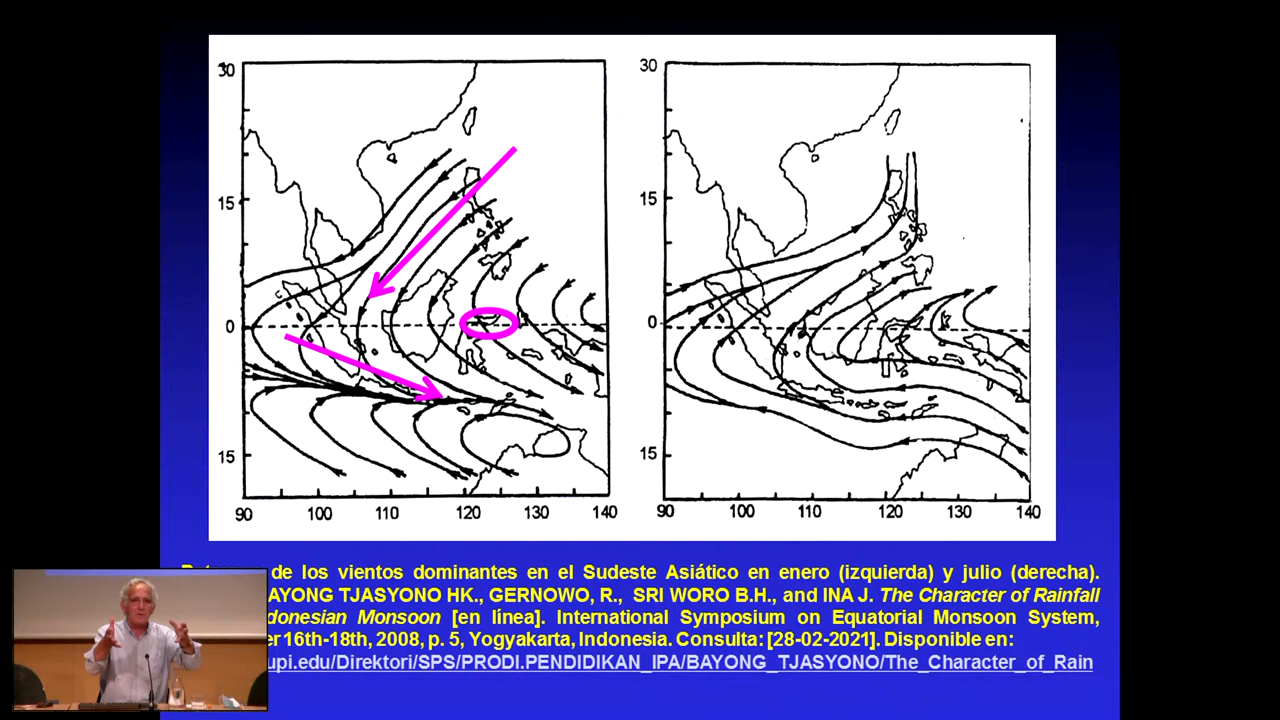 30
15
0
15
90 100 110 120 130 140
30
15
0
15
90 100 110 120 130 140
de los vientos dominantes en el Sudeste Asiático en enero (izquierda) y julio (derecha).
AYONG TJASYONO HK., GERNOWO, R., SRI WORO B.H., and INA J. The Character of Rainfall
donesian Monsoon [en línea]. International Symposium on Equatorial Monsoon System,
er16th-18th, 2008, p. 5, Yogyakarta, Indonesia. Consulta: [28-02-2021]. Disponible en:
upi.edu/Direktori/SPS/PRODI.PENDIDIKAN_IPA/BAYONG_TJASYONO/The_Character_of_Rain